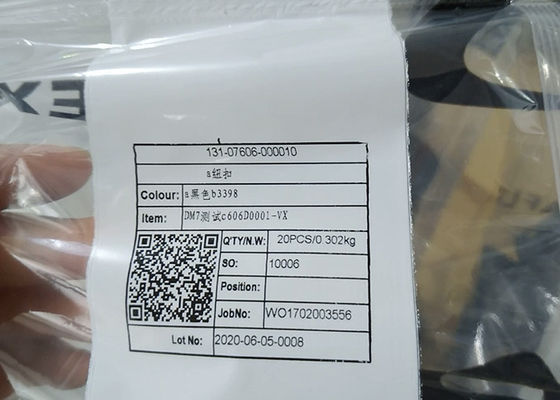 131-07606-000010
a纽扣
Colour: a黑色b3398
Item: DM7测试c606D0001-VX
Q'TY/N.W: 20PCS/0.302kg
SO: 10006
Position:
JobNo: WO1702003556
Lot No: 2020-06-05-0008